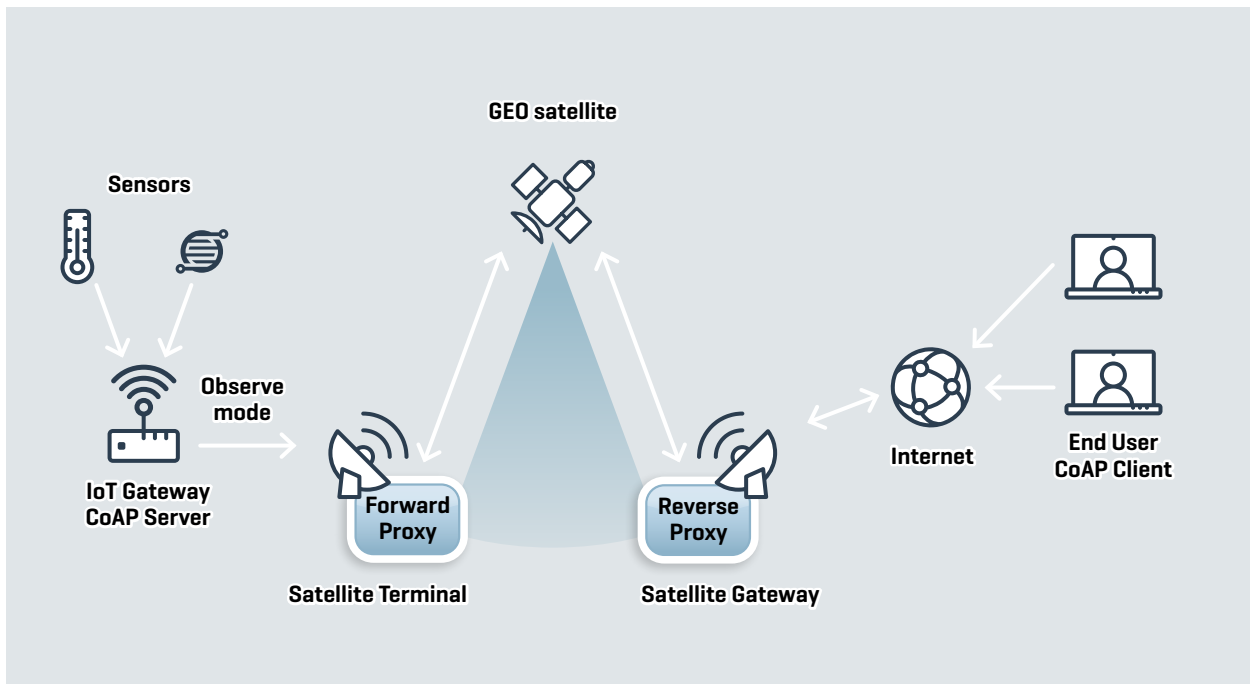 GEO satellite
Sensors
Observe
mode
IoT Gateway
CoAP Server
Forward
Proxy
Satellite Terminal
Reverse
Proxy
Satellite Gateway
Internet
End User
CoAP Client